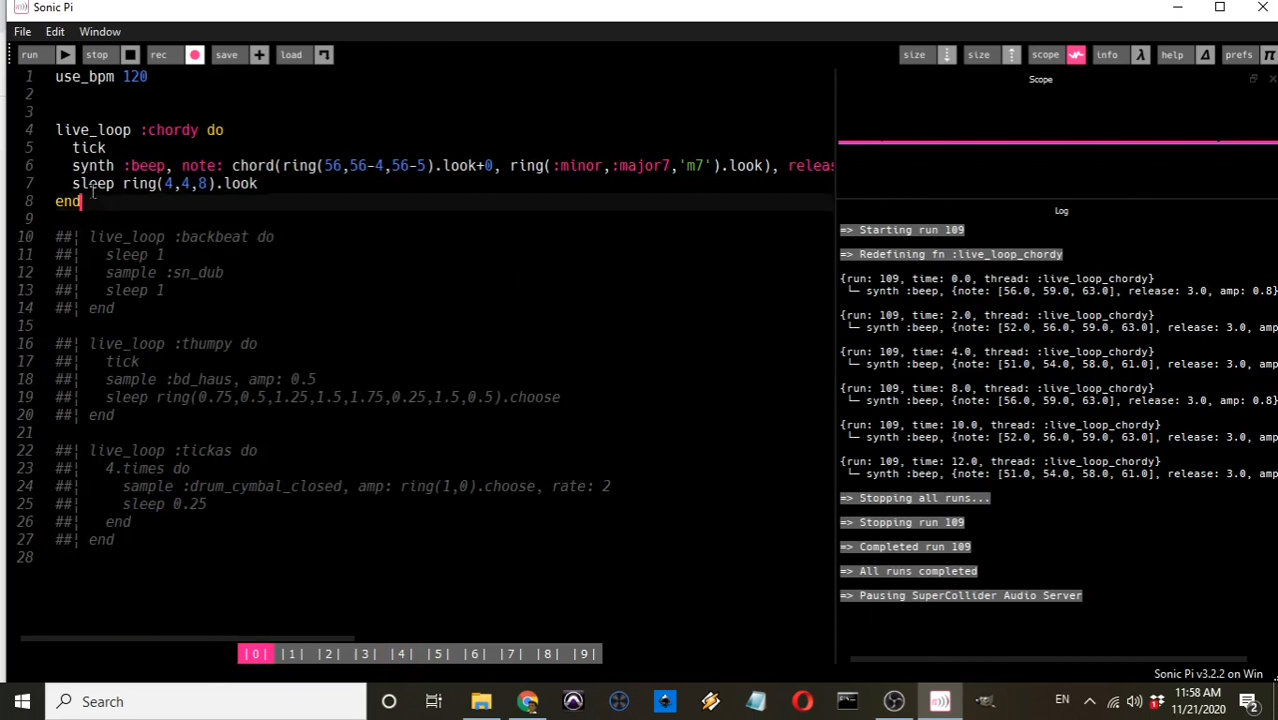 Sonic Pi
File Edit Window
run stop rec save load size size scope info help prefs
1 use_bpm 120
2
3
4 live_loop :chordy do
5 tick
6 synth :beep, note: chord(ring(56,56-4,56-5).look+0, ring(:minor,:major7,'m7').look), relea
7 sleep ring(4,4,8).look
8 end
9
10 ##| live_loop :backbeat do
11 ##| sleep 1
12 ##| sample :sn_dub
13 ##| sleep 1
14 ##| end
15
16 ##| live_loop :thumpy do
17 ##| tick
18 ##| sample :bd_haus, amp: 0.5
19 ##| sleep ring(0.75,0.5,1.25,1.5,1.75,0.25,1.5,0.5).choose
20 ##| end
21
22 ##| live_loop :tickas do
23 ##| 4.times do
24 ##| sample :drum_cymbal_closed, amp: ring(1,0).choose, rate: 2
25 ##| sleep 0.25
26 ##| end
27 ##| end
28
|0| |1| |2| |3| |4| |5| |6| |7| |8| |9|
Scope
Log
=> Starting run 109
=> Redefining fn :live_loop_chordy
{run: 109, time: 0.0, thread: :live_loop_chordy}
└─ synth :beep, {note: [56.0, 59.0, 63.0], release: 3.0, amp: 0.8}
{run: 109, time: 2.0, thread: :live_loop_chordy}
└─ synth :beep, {note: [52.0, 56.0, 59.0, 63.0], release: 3.0, am
{run: 109, time: 4.0, thread: :live_loop_chordy}
└─ synth :beep, {note: [51.0, 54.0, 58.0, 61.0], release: 3.0, am
{run: 109, time: 8.0, thread: :live_loop_chordy}
└─ synth :beep, {note: [56.0, 59.0, 63.0], release: 3.0, amp: 0.8}
{run: 109, time: 10.0, thread: :live_loop_chordy}
└─ synth :beep, {note: [52.0, 56.0, 59.0, 63.0], release: 3.0, am
{run: 109, time: 12.0, thread: :live_loop_chordy}
└─ synth :beep, {note: [51.0, 54.0, 58.0, 61.0], release: 3.0, am
=> Stopping all runs...
=> Stopping run 109
=> Completed run 109
=> All runs completed
=> Pausing SuperCollider Audio Server
Sonic Pi v3.2.2 on Win
Search
EN
11:58 AM
11/21/2020
2